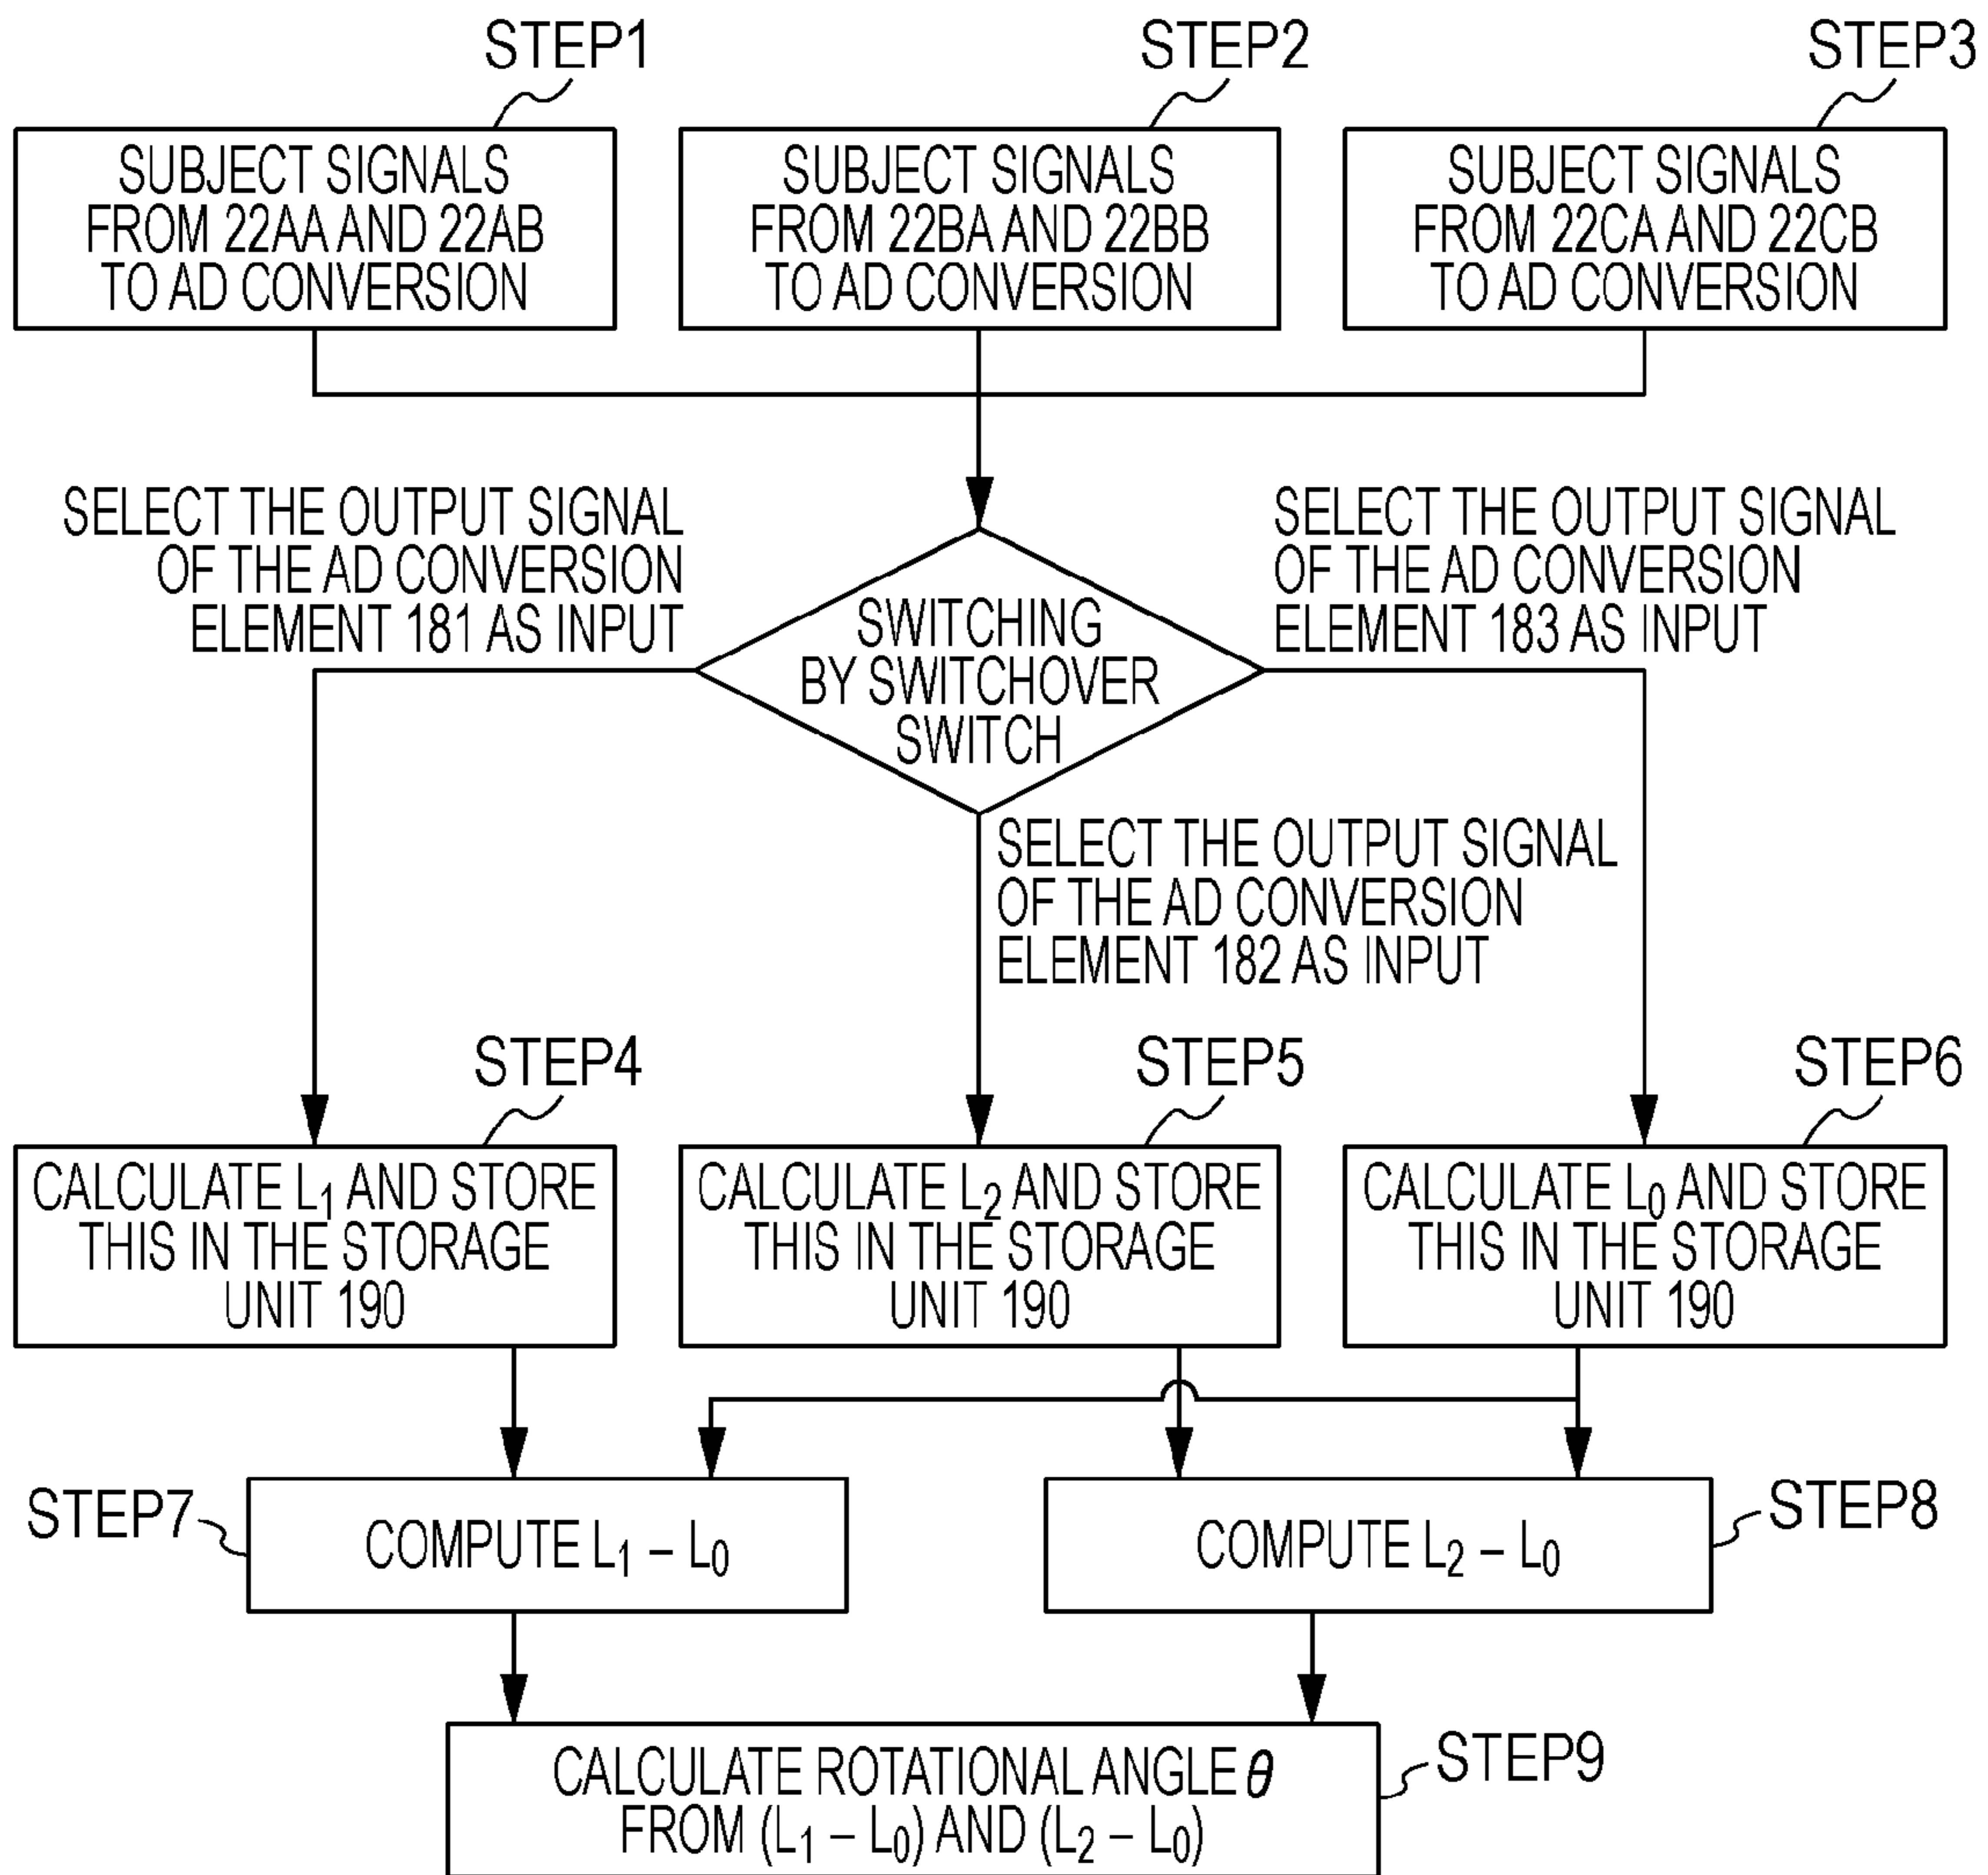 STEP1
STEP2
STEP3
SUBJECT SIGNALS
FROM 22AA AND 22AB
TO AD CONVERSION
SUBJECT SIGNALS
FROM 22BA AND 22BB
TO AD CONVERSION
SUBJECT SIGNALS
FROM 22CA AND 22CB
TO AD CONVERSION
SELECT THE OUTPUT SIGNAL
OF THE AD CONVERSION
ELEMENT 181 AS INPUT
SWITCHING
BY SWITCHOVER
SWITCH
SELECT THE OUTPUT SIGNAL
OF THE AD CONVERSION
ELEMENT 183 AS INPUT
SELECT THE OUTPUT SIGNAL
OF THE AD CONVERSION
ELEMENT 182 AS INPUT
STEP4
STEP5
STEP6
CALCULATE L₁ AND STORE
THIS IN THE STORAGE
UNIT 190
CALCULATE L₂ AND STORE
THIS IN THE STORAGE
UNIT 190
CALCULATE L₀ AND STORE
THIS IN THE STORAGE
UNIT 190
STEP7
COMPUTE L₁ – L₀
COMPUTE L₂ – L₀
STEP8
CALCULATE ROTATIONAL ANGLE θ
FROM (L₁ – L₀) AND (L₂ – L₀)
STEP9